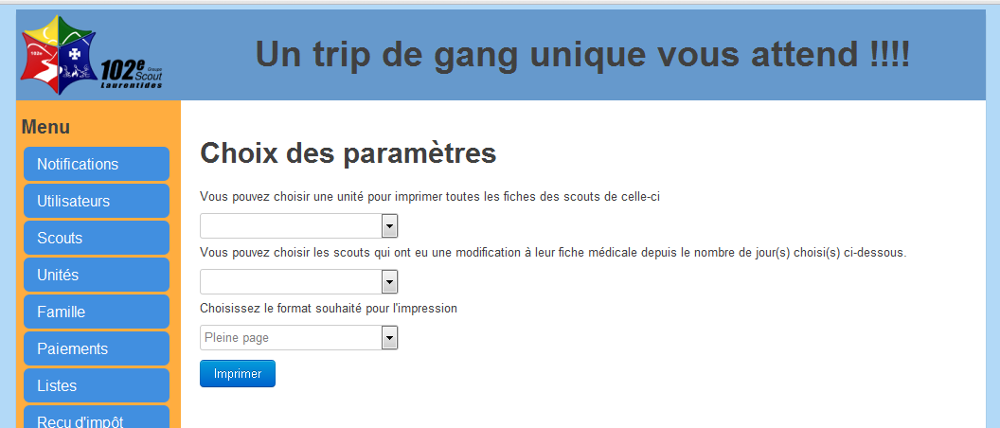 102e
Groupe
Scout
Laurentides
Un trip de gang unique vous attend !!!!
Menu
Notifications
Utilisateurs
Scouts
Unités
Famille
Paiements
Listes
Reçu d'impôt
Choix des paramètres
Vous pouvez choisir une unité pour imprimer toutes les fiches des scouts de celle-ci
Vous pouvez choisir les scouts qui ont eu une modification à leur fiche médicale depuis le nombre de jour(s) choisi(s) ci-dessous.
Choisissez le format souhaité pour l'impression
Pleine page
Imprimer